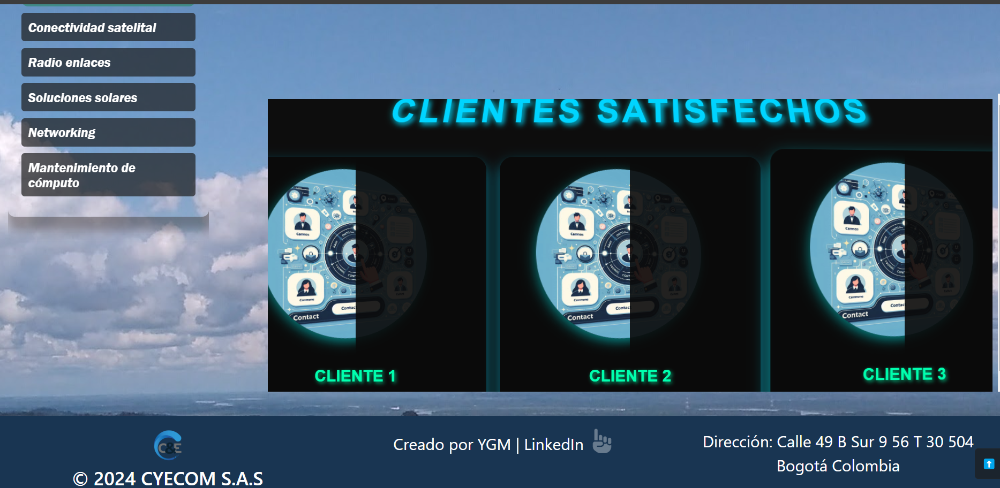 Conectividad satelital
Radio enlaces
Soluciones solares
Networking
Mantenimiento de
cómputo
CLIENTES SATISFECHOS
Contact
Contact
Contact
CLIENTE 1
CLIENTE 2
CLIENTE 3
C&E
© 2024 CYECOM S.A.S
Creado por YGM | LinkedIn
Dirección: Calle 49 B Sur 9 56 T 30 504
Bogotá Colombia